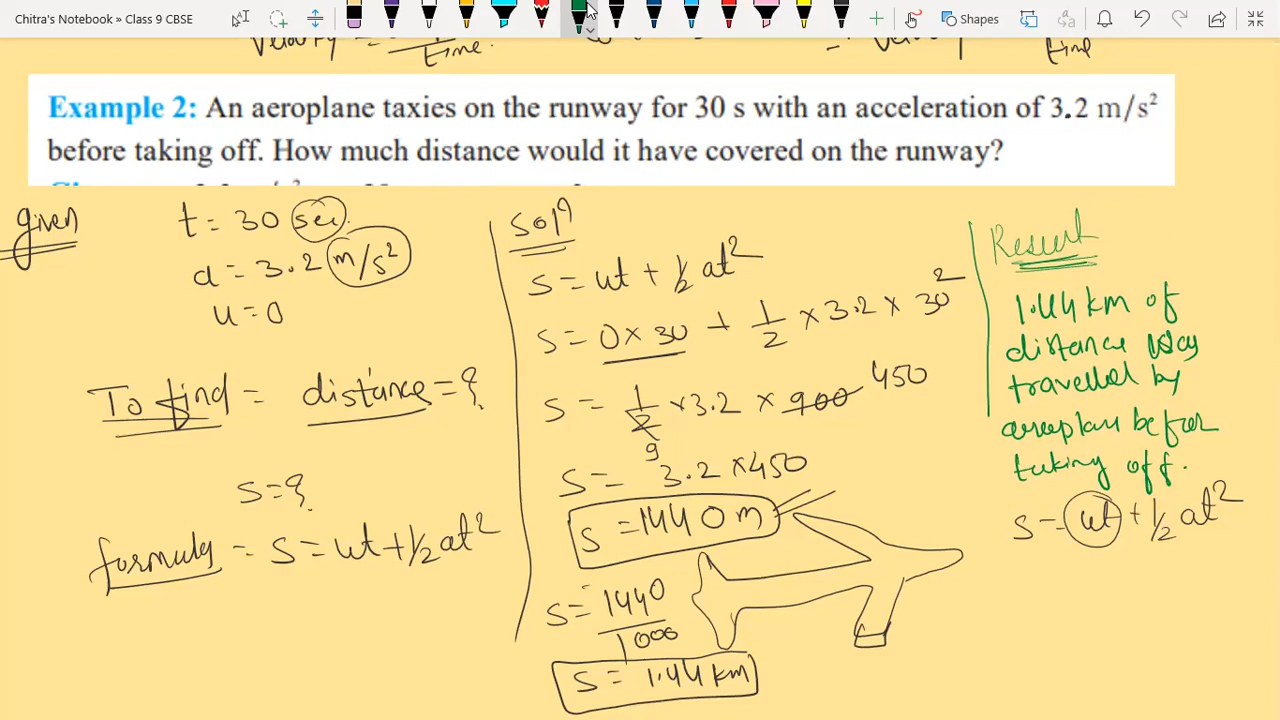 Chitra's Notebook » Class 9 CBSE
Shapes
Velocity = time. velocity time
Example 2: An aeroplane taxies on the runway for 30 s with an acceleration of 3.2 m/s²
before taking off. How much distance would it have covered on the runway?
given
t = 30 sec.
a = 3.2 m/s²
u = 0
To find = distance = ?
s = ?
formula = s = ut + 1/2 at²
Sol?
s = ut + 1/2 at²
s = 0 × 30 + 1/2 × 3.2 × 30²
s = 1/2 × 3.2 × 900 450
s = 3.2 × 450
s = 1440 m
s = 1440/1000
s = 1.44 km
Result
1.44 km of
distance was
travelled by
aeroplane before
taking off.
s = ut + 1/2 at²